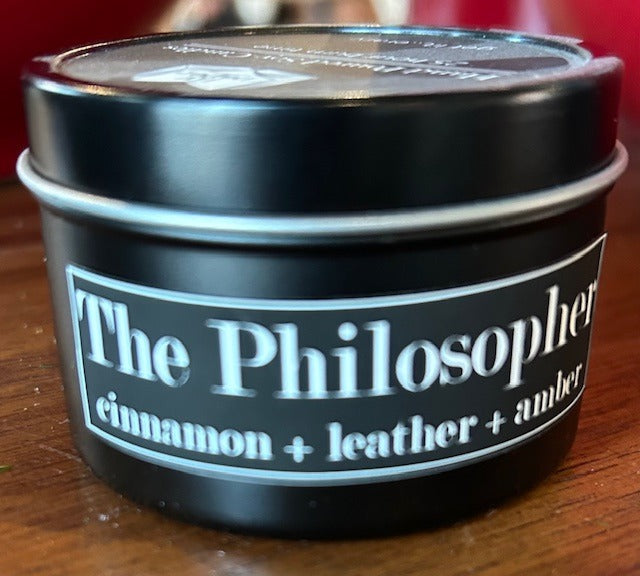 The Philosopher
cinnamon + leather + amber